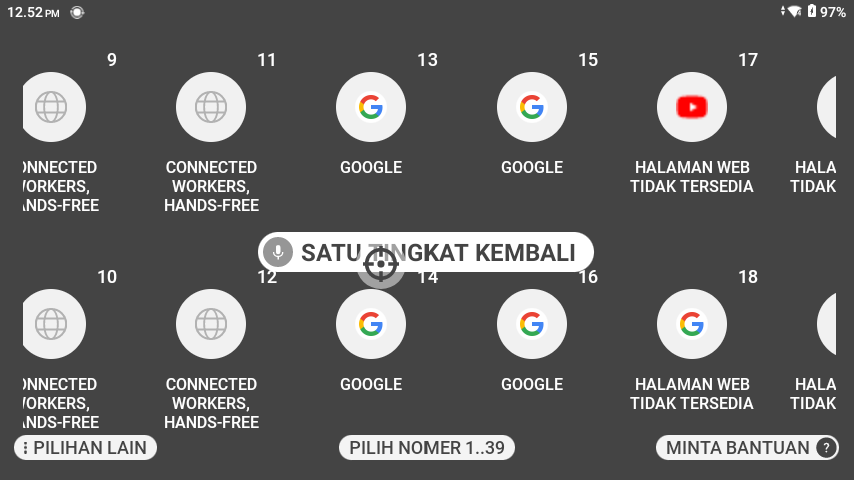 12.52 PM
97%
9
11
13
15
17
ONNECTED
WORKERS,
ANDS-FREE
CONNECTED
WORKERS,
HANDS-FREE
GOOGLE
GOOGLE
HALAMAN WEB
TIDAK TERSEDIA
HALA
TIDAK
SATU TINGKAT KEMBALI
10
12
14
16
18
ONNECTED
WORKERS,
ANDS-FREE
CONNECTED
WORKERS,
HANDS-FREE
GOOGLE
GOOGLE
HALAMAN WEB
TIDAK TERSEDIA
HALA
TIDAK
PILIHAN LAIN
PILIH NOMER 1..39
MINTA BANTUAN ?